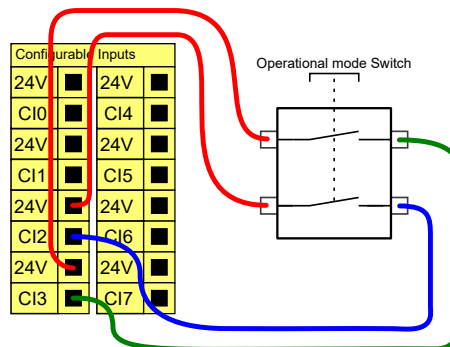 Configurable Inputs
Operational mode Switch
24V 24V
CI0 CI4
24V 24V
CI1 CI5
24V 24V
CI2 CI6
24V 24V
CI3 CI7